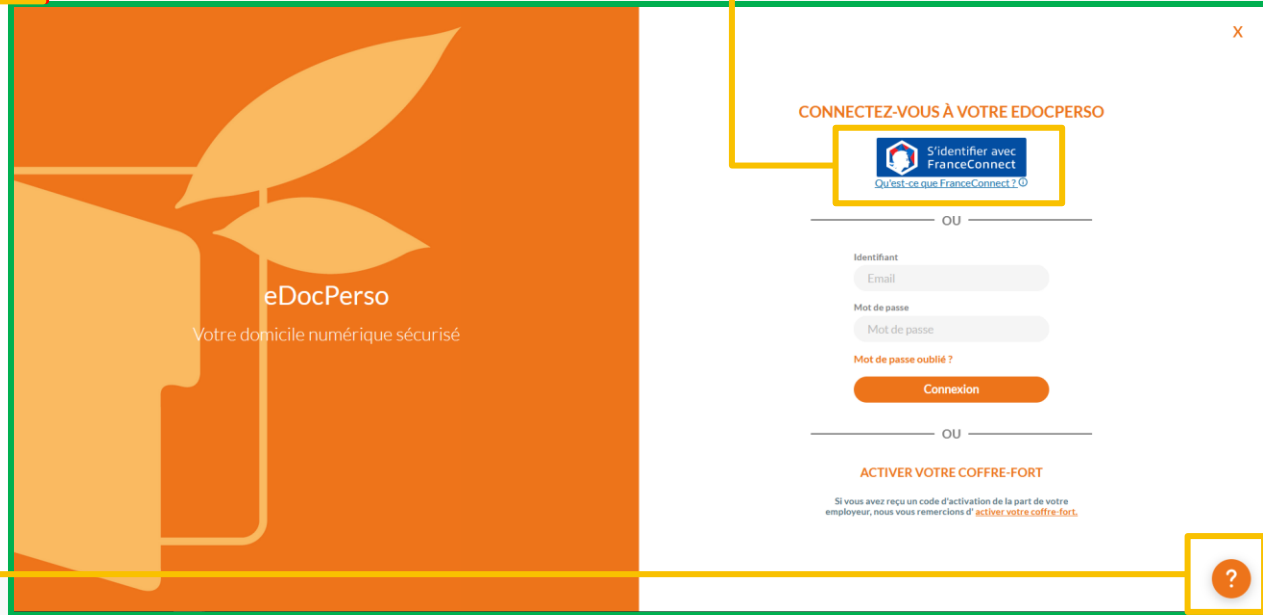 X
CONNECTEZ-VOUS À VOTRE EDOCPERSO
S'identifier avec
FranceConnect
Qu'est-ce que FranceConnect ?
OU
Identifiant
Email
eDocPerso
Mot de passe
Votre domicile numérique sécurisé
Mot de passe
Mot de passe oublié ?
Connexion
OU
ACTIVER VOTRE COFFRE-FORT
Si vous avez reçu un code d'activation de la part de votre
employeur, nous vous remercions d' activer votre coffre-fort.
?